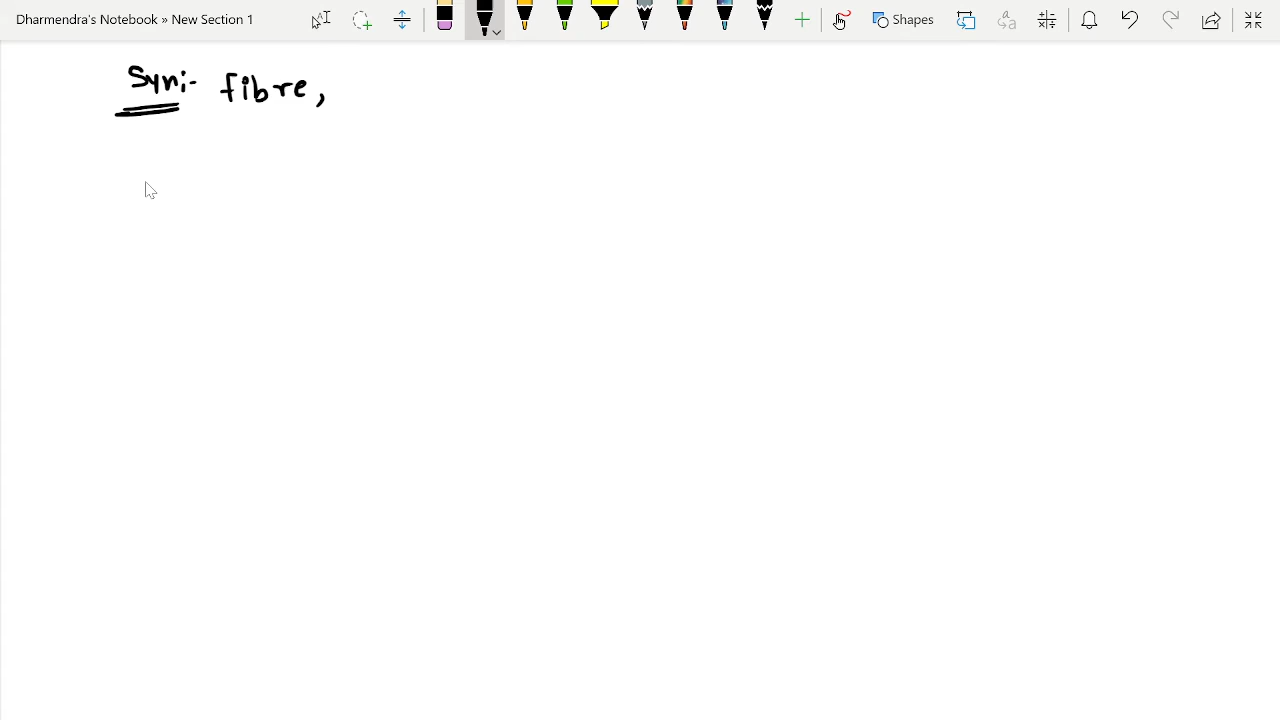 Dharmendra's Notebook » New Section 1 Shapes
Syn:- fibre,